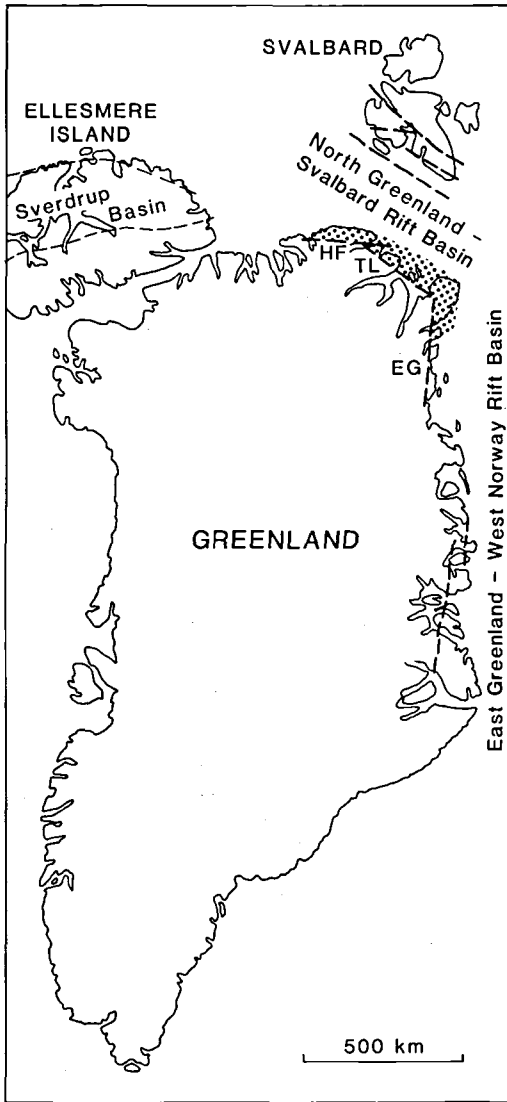 SVALBARD
ELLESMERE
ISLAND
North Greenland -
Svalbard Rift Basin
Sverdrup Basin
HF
TL
EG
GREENLAND
East Greenland - West Norway Rift Basin
500 km